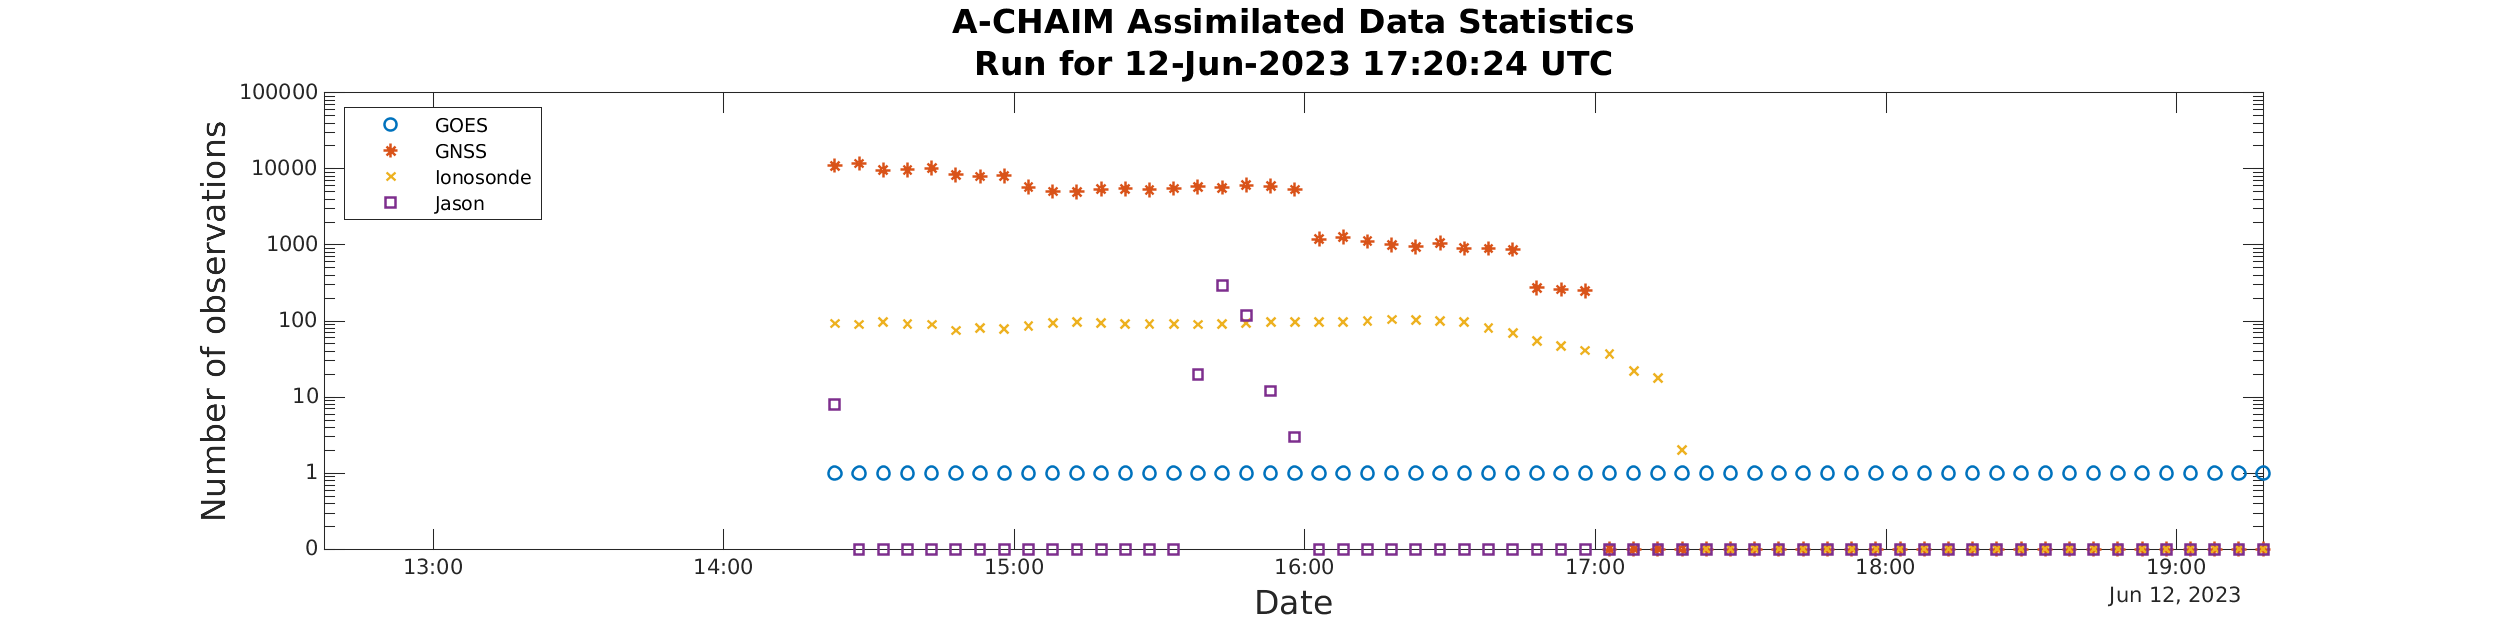 A-CHAIM Assimilated Data Statistics
Run for 12-Jun-2023 17:20:24 UTC
100000
10000
1000
100
10
1
0
Number of observations
GOES
GNSS
Ionosonde
Jason
13:00 14:00 15:00 16:00 17:00 18:00 19:00
Jun 12, 2023
Date